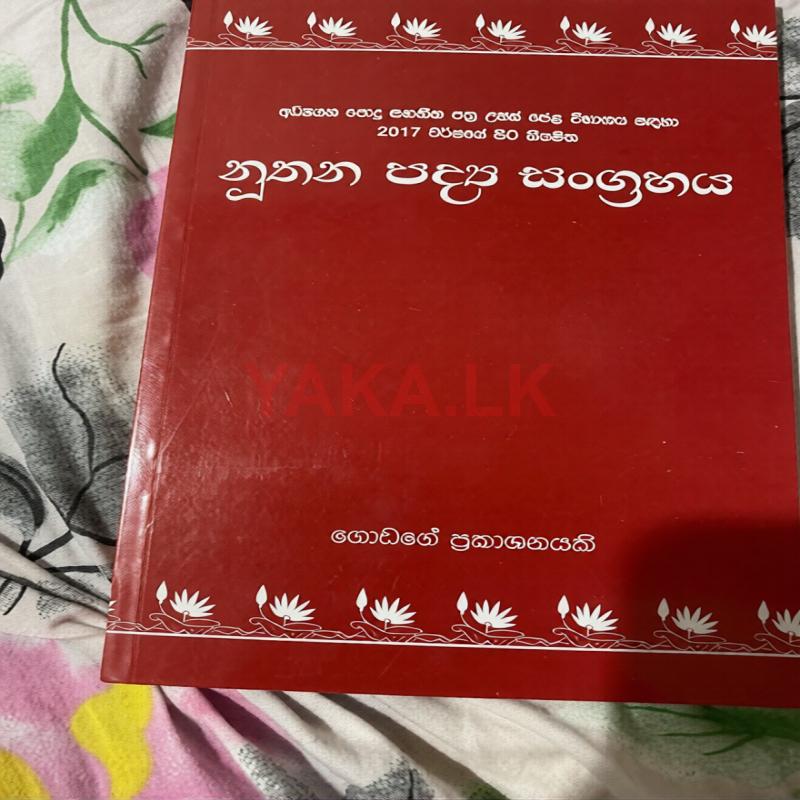 අධ්‍යයන පොදු සහතික පත්‍ර උසස් පෙළ විභාගය සඳහා
2017 වර්ෂයේ සිට නියමිත
නූතන පද්‍ය සංග්‍රහය
YAKA.LK
ගොඩගේ ප්‍රකාශනයකි